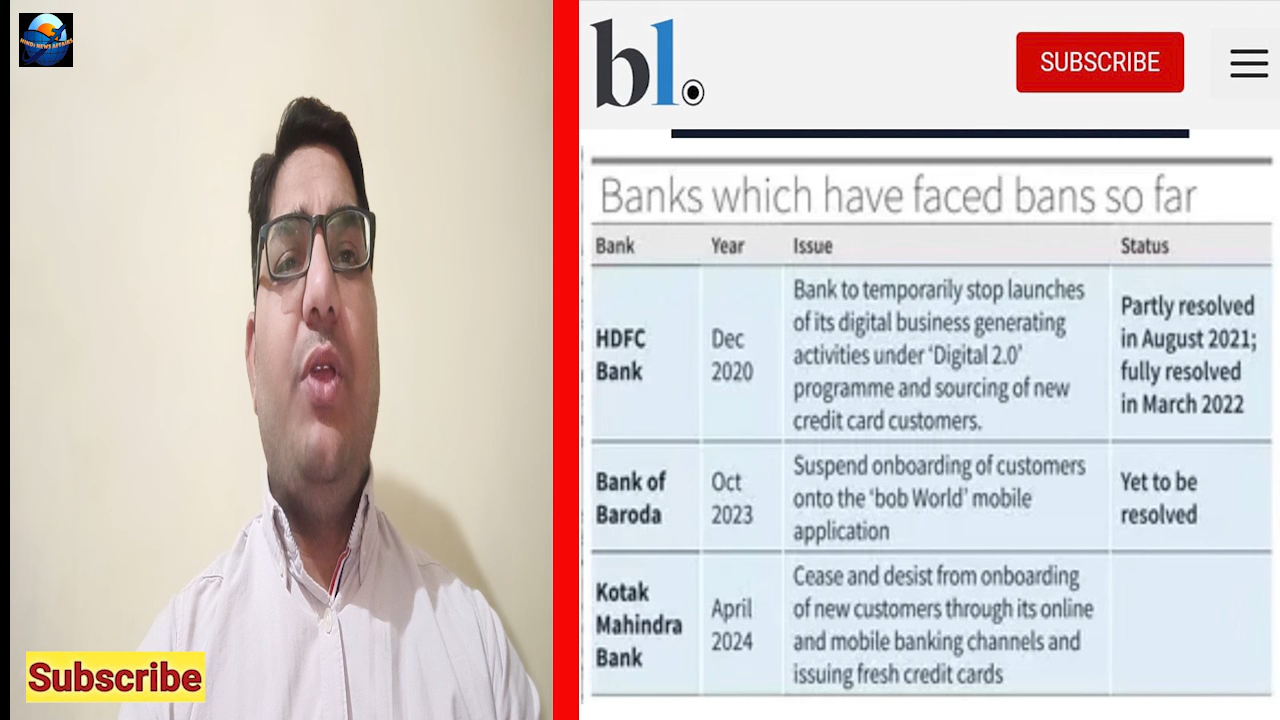 HINDI NEWS AFFAIRS
Subscribe
bl.
SUBSCRIBE
Banks which have faced bans so far
Bank Year Issue Status
HDFC
Bank
Dec
2020
Bank to temporarily stop launches
of its digital business generating
activities under ‘Digital 2.0’
programme and sourcing of new
credit card customers.
Partly resolved
in August 2021;
fully resolved
in March 2022
Bank of
Baroda
Oct
2023
Suspend onboarding of customers
onto the ‘bob World’ mobile
application
Yet to be
resolved
Kotak
Mahindra
Bank
April
2024
Cease and desist from onboarding
of new customers through its online
and mobile banking channels and
issuing fresh credit cards